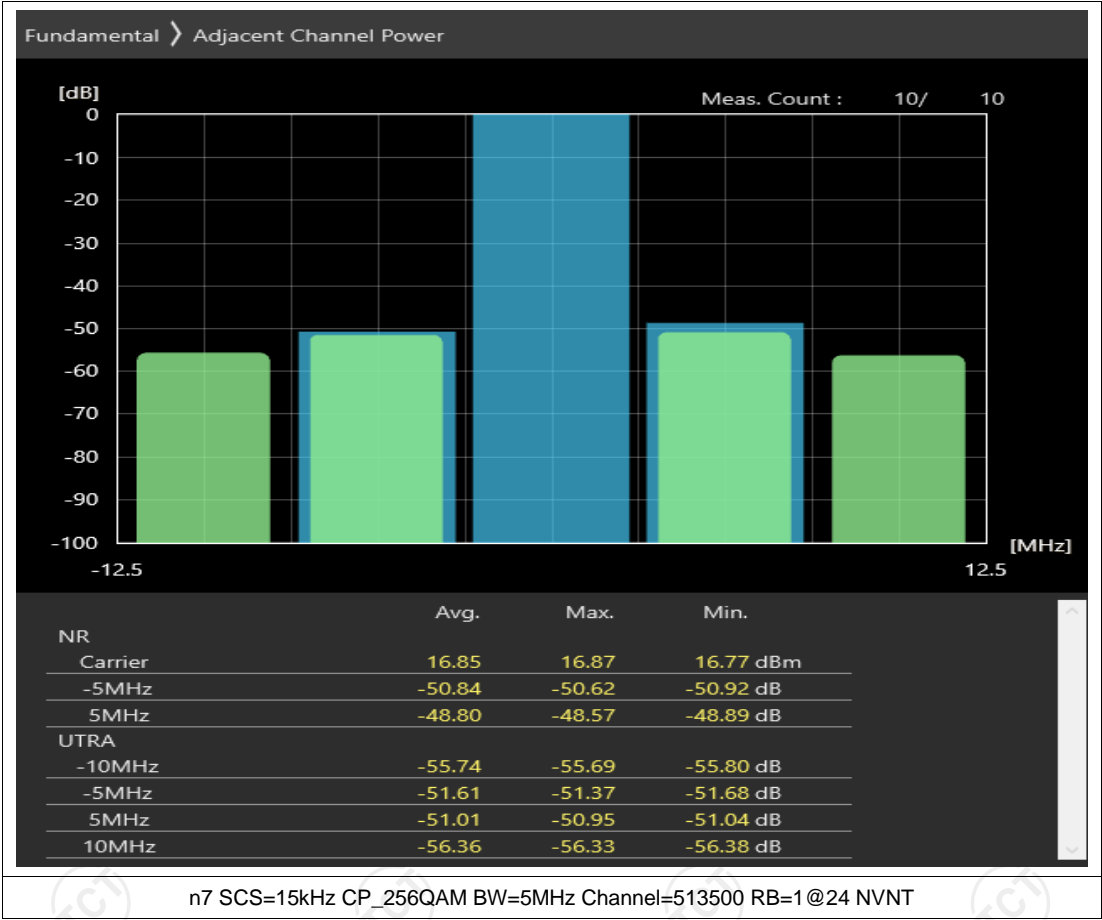 Fundamental 〉 Adjacent Channel Power
[dB]
Meas. Count : 10/ 10
0
-10
-20
-30
-40
-50
-60
-70
-80
-90
-100
[MHz]
-12.5 12.5
Avg. Max. Min.
NR
Carrier 16.85 16.87 16.77 dBm
-5MHz -50.84 -50.62 -50.92 dB
5MHz -48.80 -48.57 -48.89 dB
UTRA
-10MHz -55.74 -55.69 -55.80 dB
-5MHz -51.61 -51.37 -51.68 dB
5MHz -51.01 -50.95 -51.04 dB
10MHz -56.36 -56.33 -56.38 dB
n7 SCS=15kHz CP_256QAM BW=5MHz Channel=513500 RB=1@24 NVNT
TCT TCT TCT TCT TCT